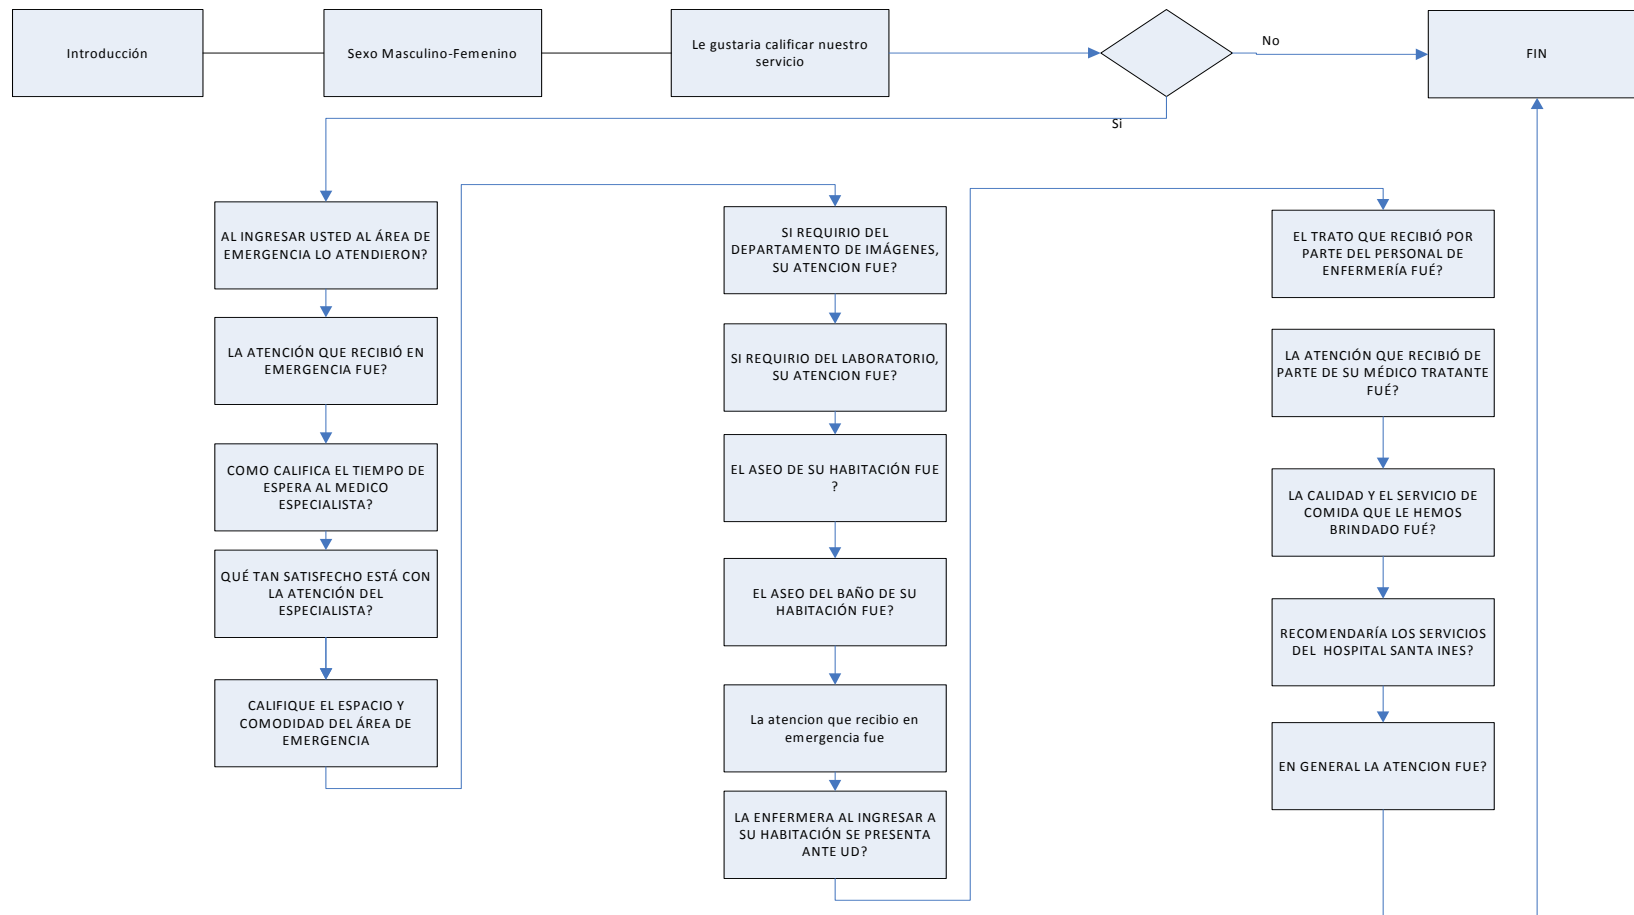 Introducción
Sexo Masculino-Femenino
Le gustaria calificar nuestro
servicio
No
FIN
Si
AL INGRESAR USTED AL ÁREA DE
EMERGENCIA LO ATENDIERON?
LA ATENCIÓN QUE RECIBIÓ EN
EMERGENCIA FUE?
COMO CALIFICA EL TIEMPO DE
ESPERA AL MEDICO
ESPECIALISTA?
QUÉ TAN SATISFECHO ESTÁ CON
LA ATENCIÓN DEL
ESPECIALISTA?
CALIFIQUE EL ESPACIO Y
COMODIDAD DEL ÁREA DE
EMERGENCIA
SI REQUIRIO DEL
DEPARTAMENTO DE IMÁGENES,
SU ATENCION FUE?
SI REQUIRIO DEL LABORATORIO,
SU ATENCION FUE?
EL ASEO DE SU HABITACIÓN FUE
?
EL ASEO DEL BAÑO DE SU
HABITACIÓN FUE?
La atencion que recibio en
emergencia fue
LA ENFERMERA AL INGRESAR A
SU HABITACIÓN SE PRESENTA
ANTE UD?
EL TRATO QUE RECIBIÓ POR
PARTE DEL PERSONAL DE
ENFERMERÍA FUÉ?
LA ATENCIÓN QUE RECIBIÓ DE
PARTE DE SU MÉDICO TRATANTE
FUÉ?
LA CALIDAD Y EL SERVICIO DE
COMIDA QUE LE HEMOS
BRINDADO FUÉ?
RECOMENDARÍA LOS SERVICIOS
DEL HOSPITAL SANTA INES?
EN GENERAL LA ATENCION FUE?